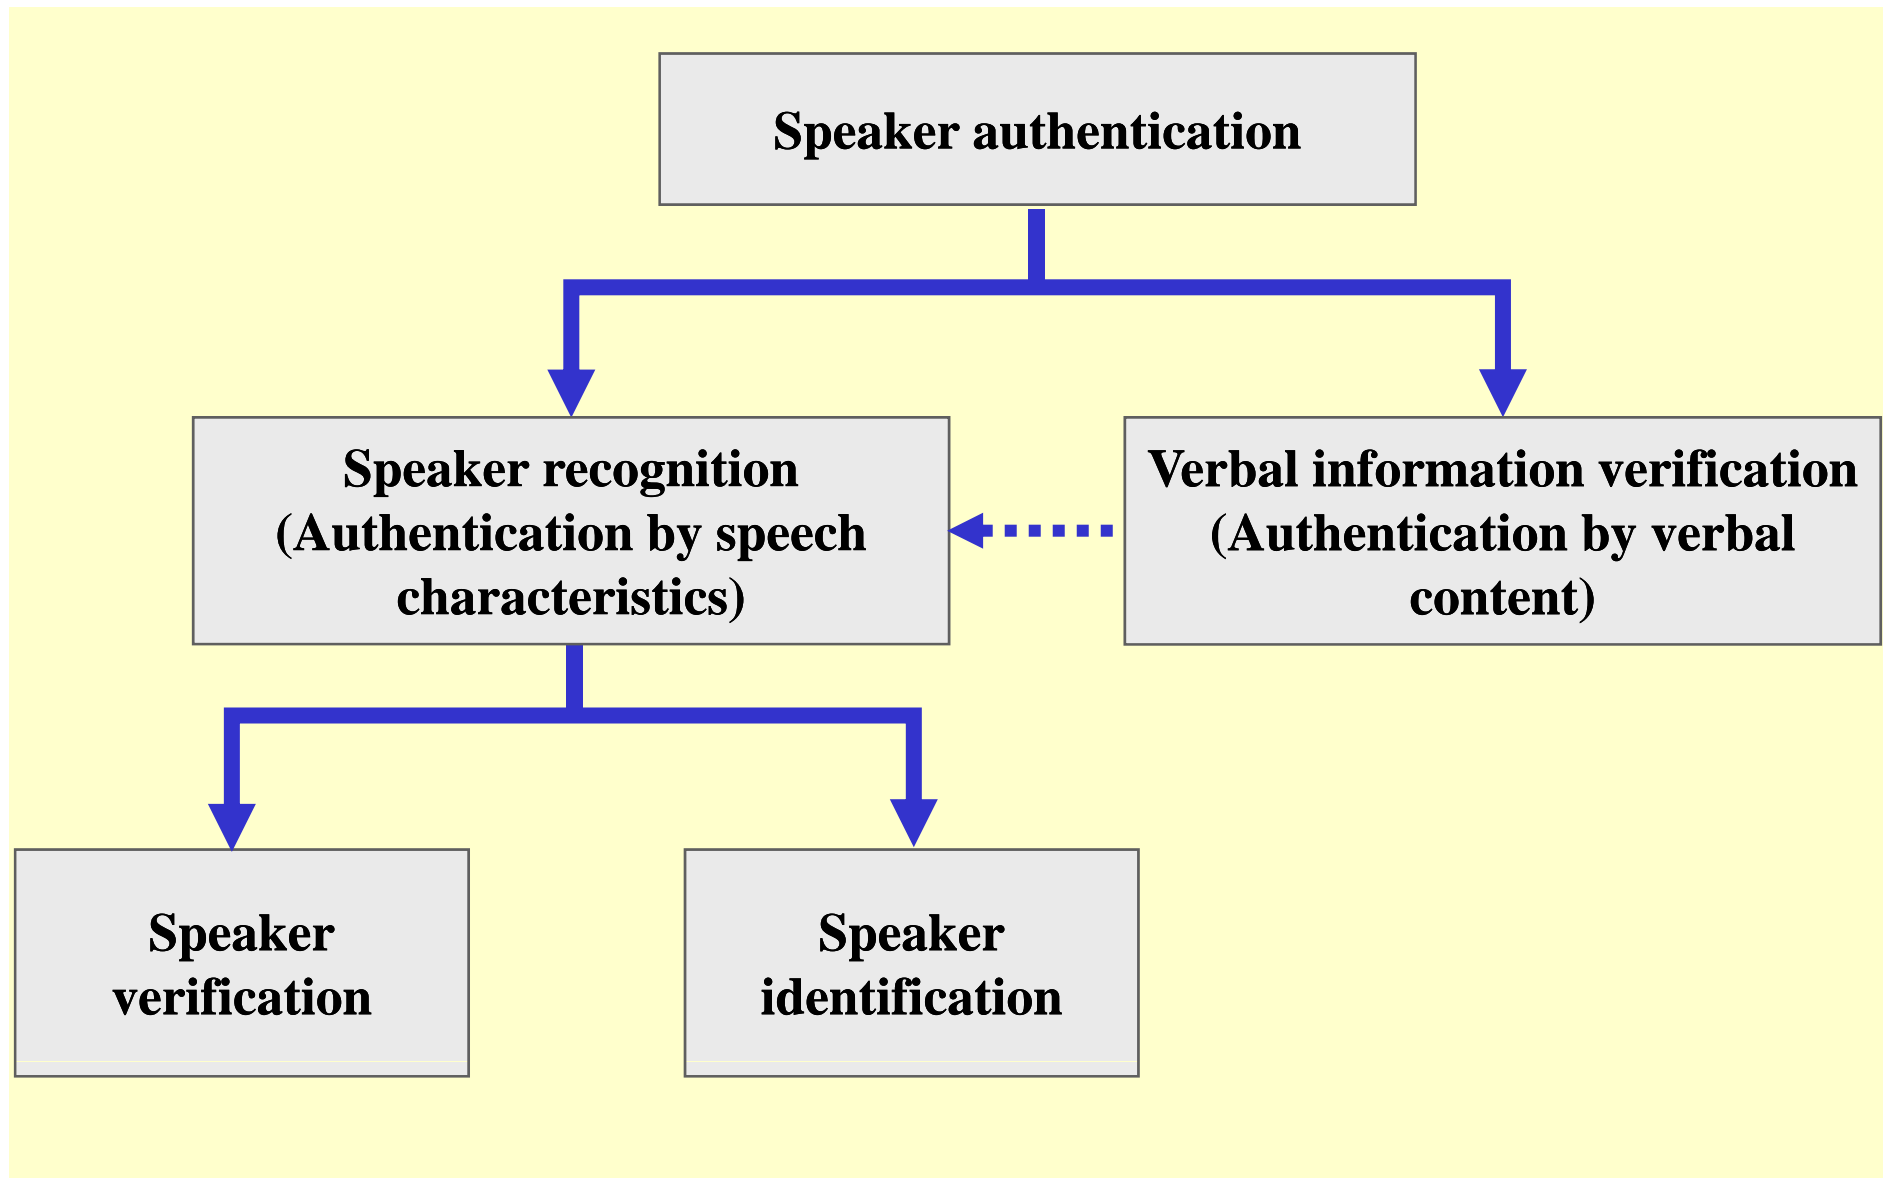 Speaker authentication
Speaker recognition
(Authentication by speech
characteristics)
Verbal information verification
(Authentication by verbal
content)
Speaker
verification
Speaker
identification